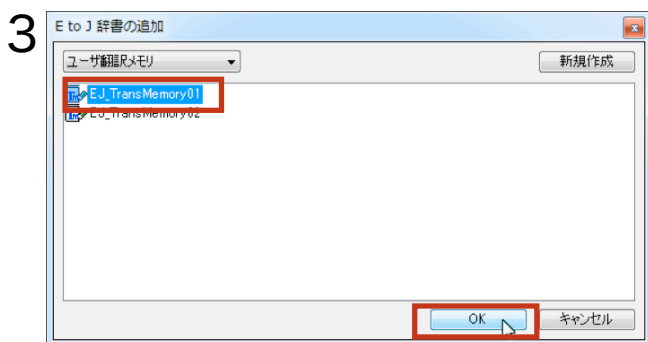 3
E to J 辞書の追加
ユーザ翻訳メモリ
新規作成
EJ_TransMemory01
EJ_TransMemory02
OK
キャンセル